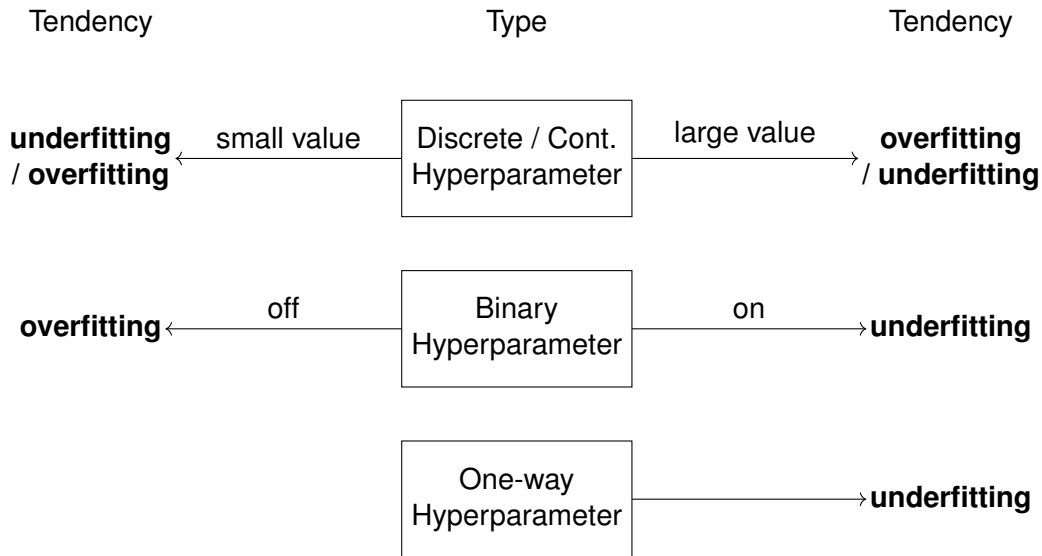 Tendency Type Tendency
underfitting
/ overfitting
small value
Discrete / Cont.
Hyperparameter
large value
overfitting
/ underfitting
overfitting
off
Binary
Hyperparameter
on
underfitting
One-way
Hyperparameter
underfitting